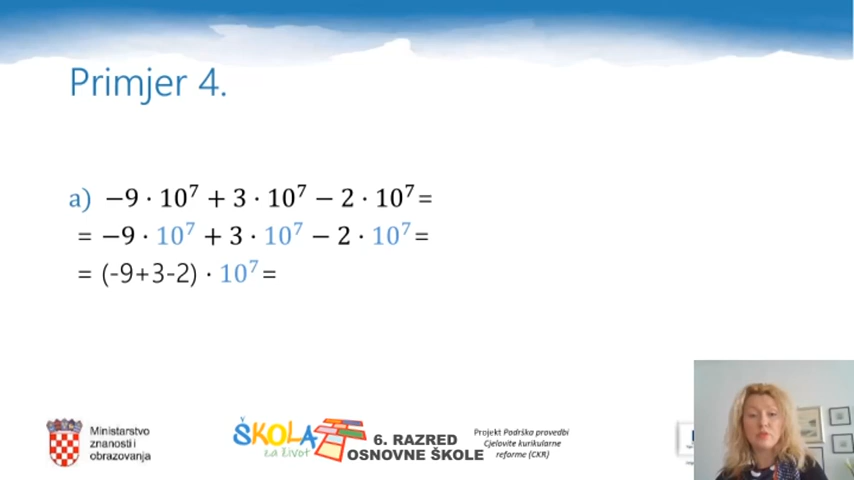 Primjer 4.
a) −9 · 10⁷ + 3 · 10⁷ − 2 · 10⁷ =
= −9 · 10⁷ + 3 · 10⁷ − 2 · 10⁷ =
= (-9+3-2) · 10⁷ =
Ministarstvo
znanosti i
obrazovanja
ŠKOLA
za život
6. RAZRED
OSNOVNE ŠKOLE
Projekt Podrška provedbi
Cjelovite kurikularne
reforme (CKR)